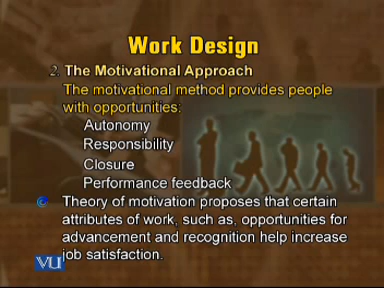 Work Design
2. The Motivational Approach
The motivational method provides people
with opportunities:
Autonomy
Responsibility
Closure
Performance feedback
Theory of motivation proposes that certain
attributes of work, such as, opportunities for
advancement and recognition help increase
job satisfaction.
VU